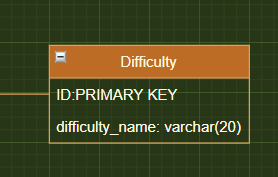 Difficulty
ID:PRIMARY KEY
difficulty_name: varchar(20)